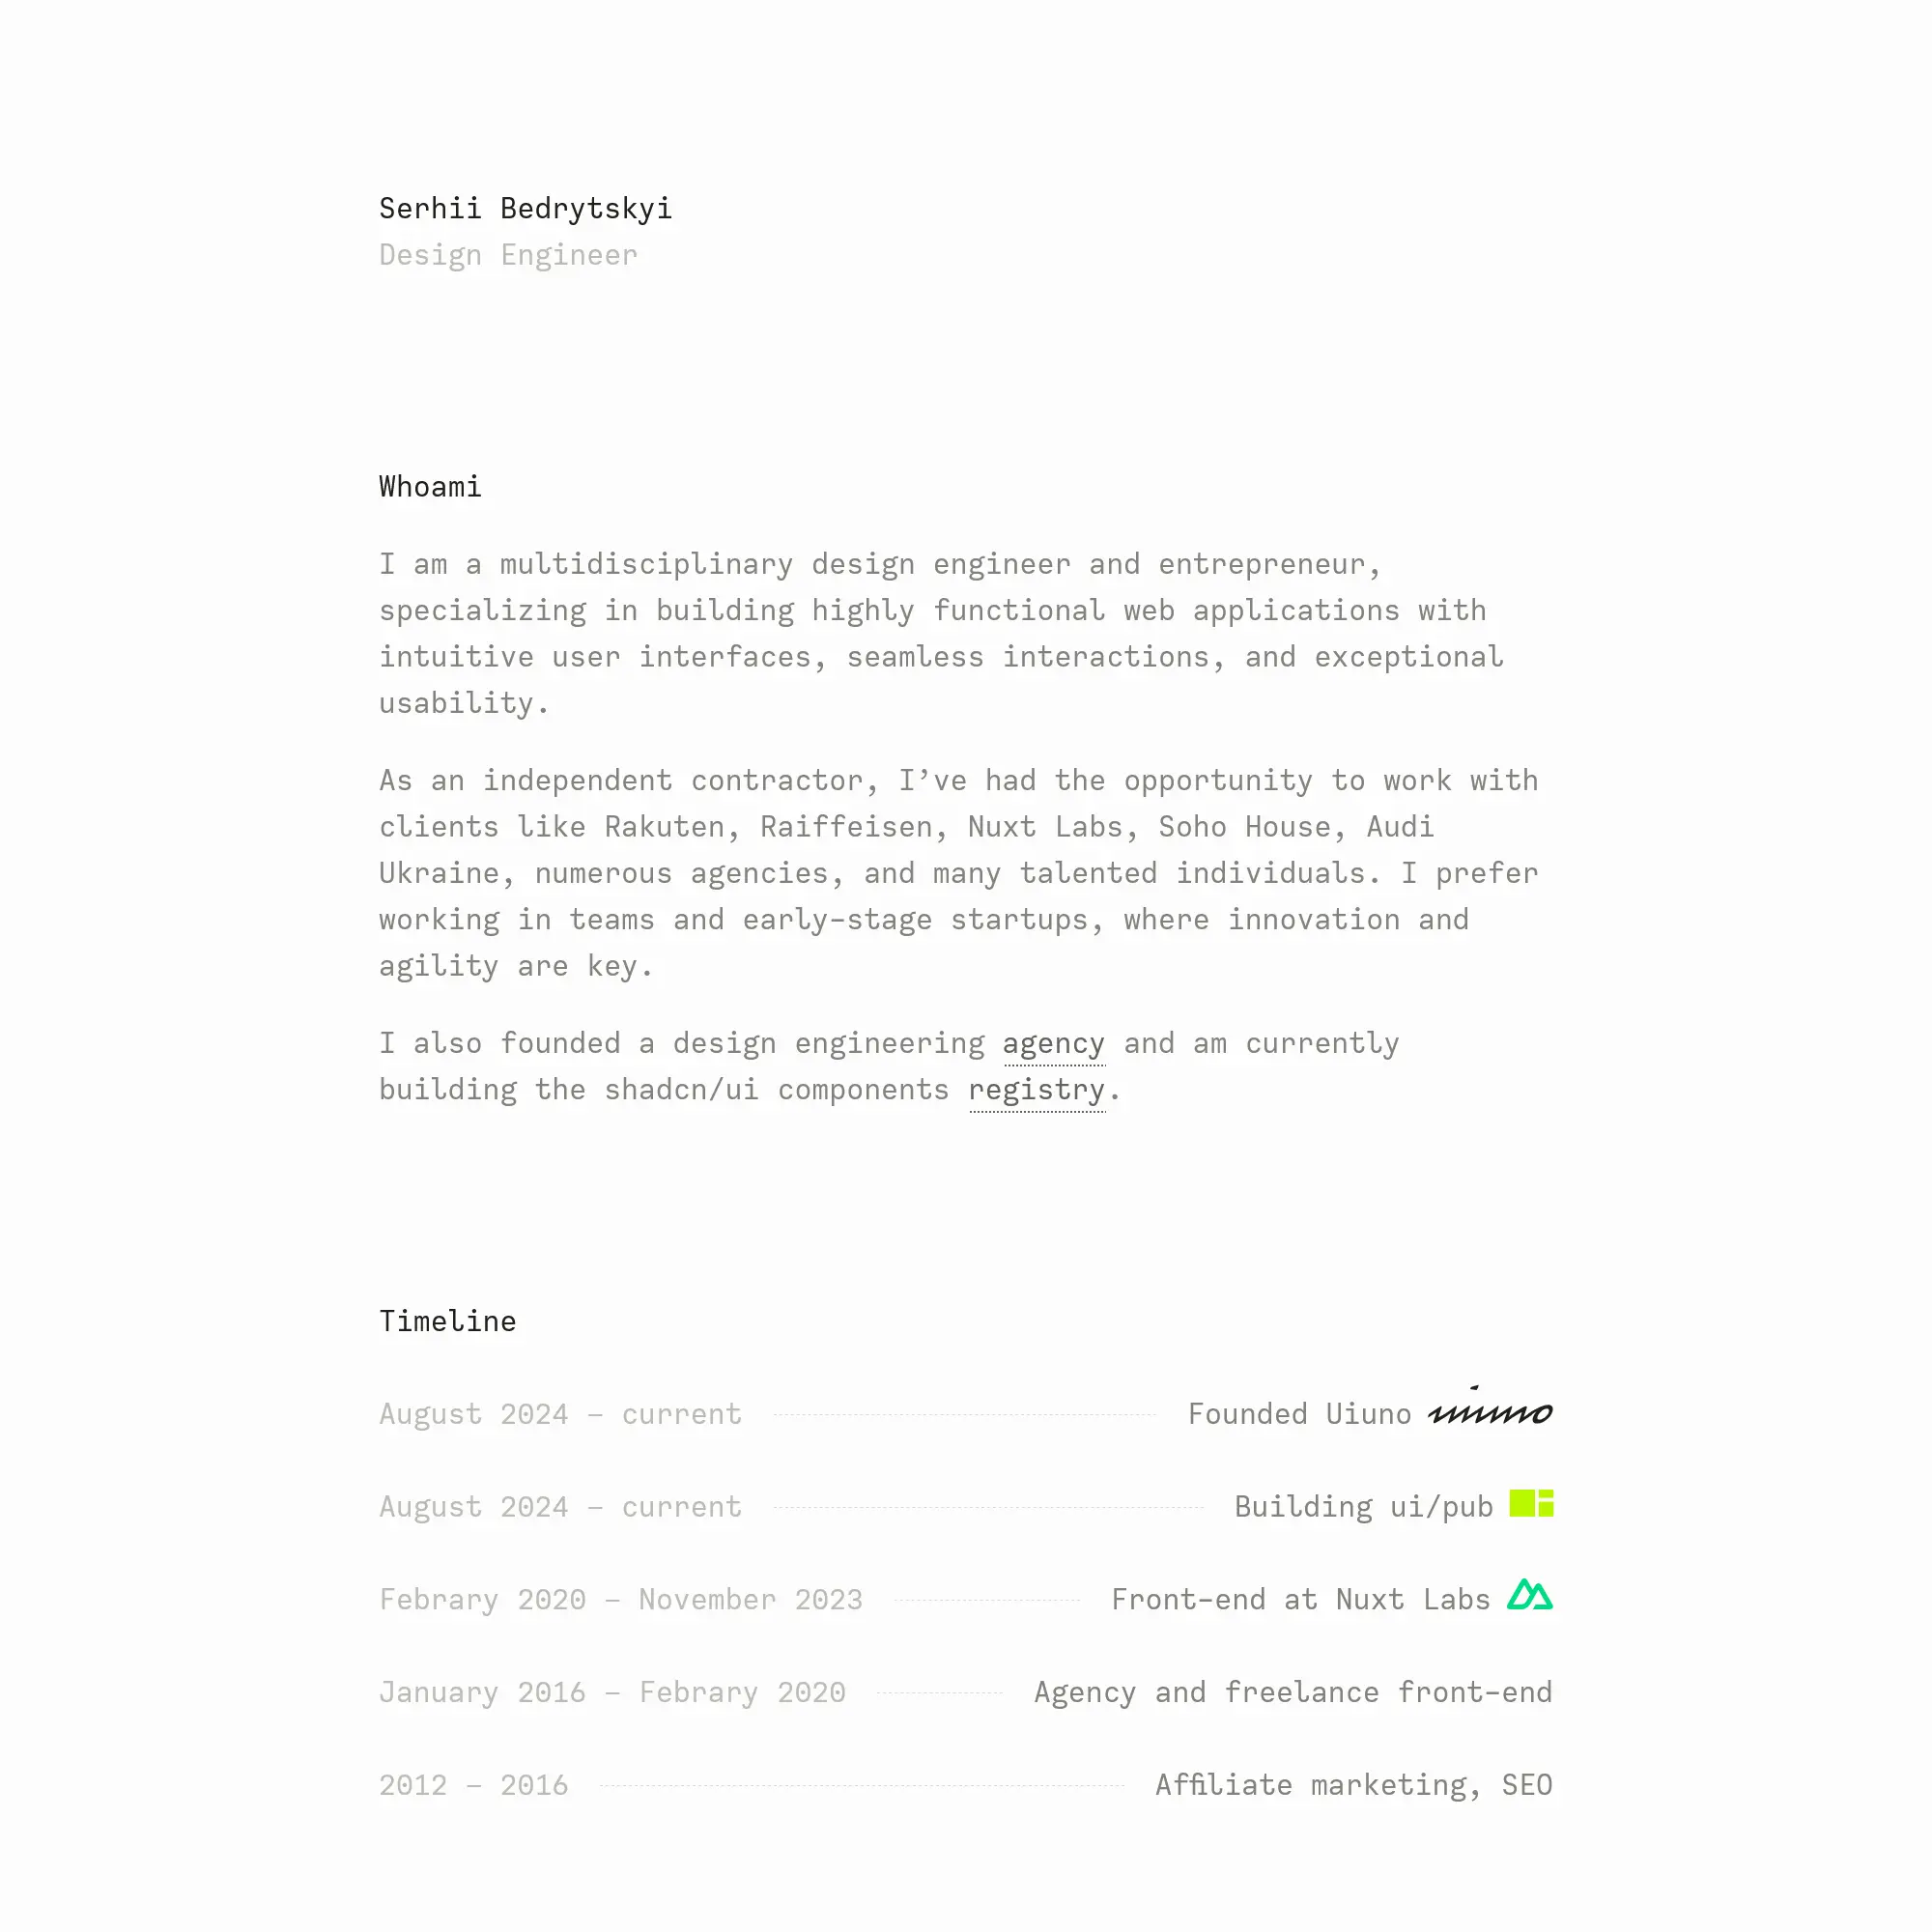 Serhii Bedrytskyi
Design Engineer
Whoami
I am a multidisciplinary design engineer and entrepreneur,
specializing in building highly functional web applications with
intuitive user interfaces, seamless interactions, and exceptional
usability.
As an independent contractor, I’ve had the opportunity to work with
clients like Rakuten, Raiffeisen, Nuxt Labs, Soho House, Audi
Ukraine, numerous agencies, and many talented individuals. I prefer
working in teams and early-stage startups, where innovation and
agility are key.
I also founded a design engineering agency and am currently
building the shadcn/ui components registry.
Timeline
August 2024 – current Founded Uiuno uiuno
August 2024 – current Building ui/pub
Febrary 2020 – November 2023 Front-end at Nuxt Labs
January 2016 – Febrary 2020 Agency and freelance front-end
2012 – 2016 Affiliate marketing, SEO